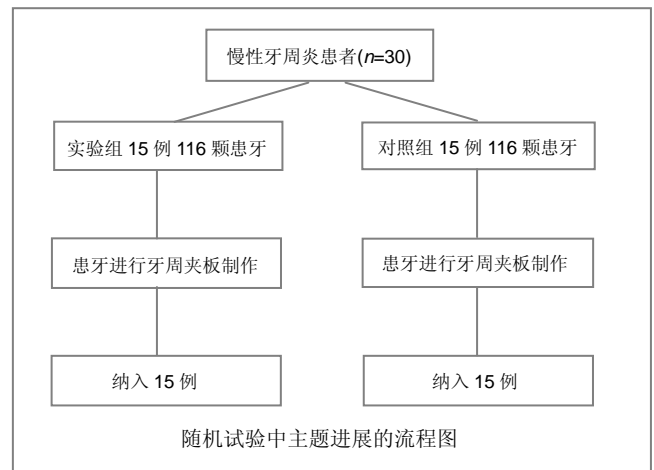 慢性牙周炎患者(n=30)
实验组 15 例 116 颗患牙
对照组 15 例 116 颗患牙
患牙进行牙周夹板制作
患牙进行牙周夹板制作
纳入 15 例
纳入 15 例
随机试验中主题进展的流程图